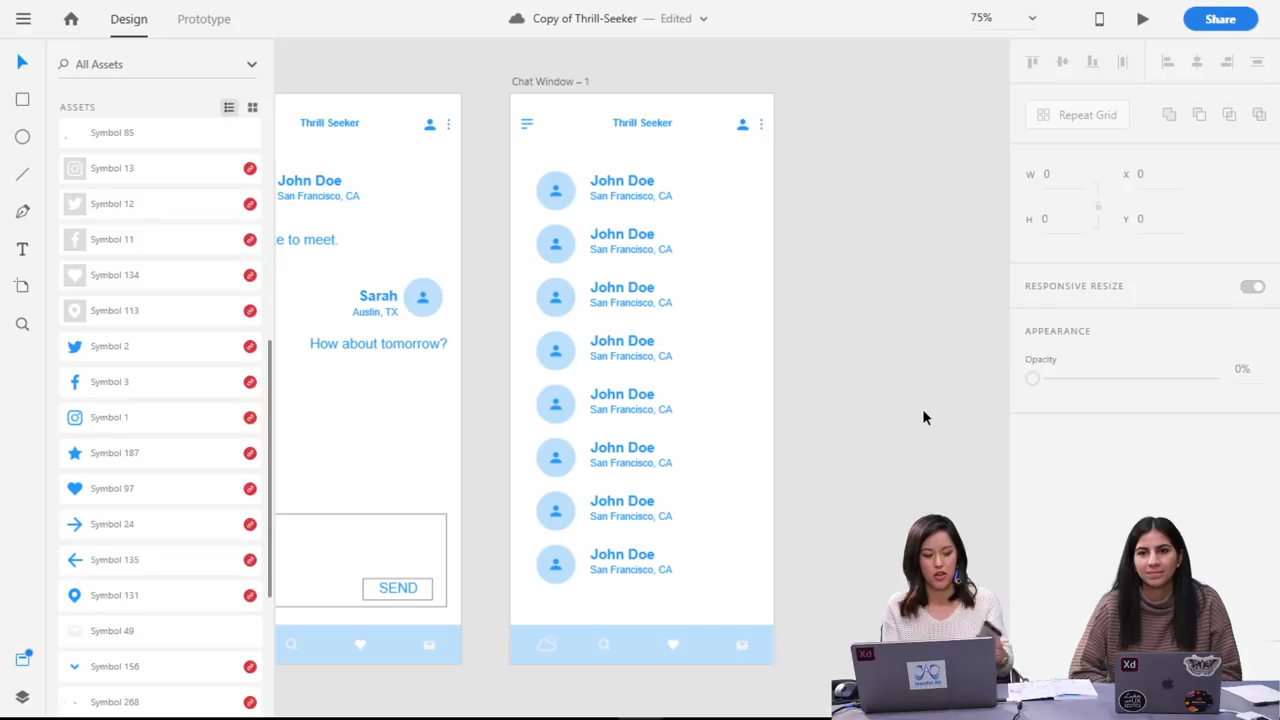 Design
Prototype
Copy of Thrill-Seeker — Edited
75%
Share
All Assets
ASSETS
Symbol 85
Symbol 13
Symbol 12
Symbol 11
Symbol 134
Symbol 113
Symbol 2
Symbol 3
Symbol 1
Symbol 187
Symbol 97
Symbol 24
Symbol 135
Symbol 131
Symbol 49
Symbol 156
Symbol 268
Thrill Seeker
John Doe
San Francisco, CA
e to meet.
Sarah
Austin, TX
How about tomorrow?
SEND
Chat Window – 1
Thrill Seeker
John Doe
San Francisco, CA
John Doe
San Francisco, CA
John Doe
San Francisco, CA
John Doe
San Francisco, CA
John Doe
San Francisco, CA
John Doe
San Francisco, CA
John Doe
San Francisco, CA
John Doe
San Francisco, CA
Repeat Grid
W 0 X 0
H 0 Y 0
RESPONSIVE RESIZE
APPEARANCE
Opacity
0%
Xd
Xd